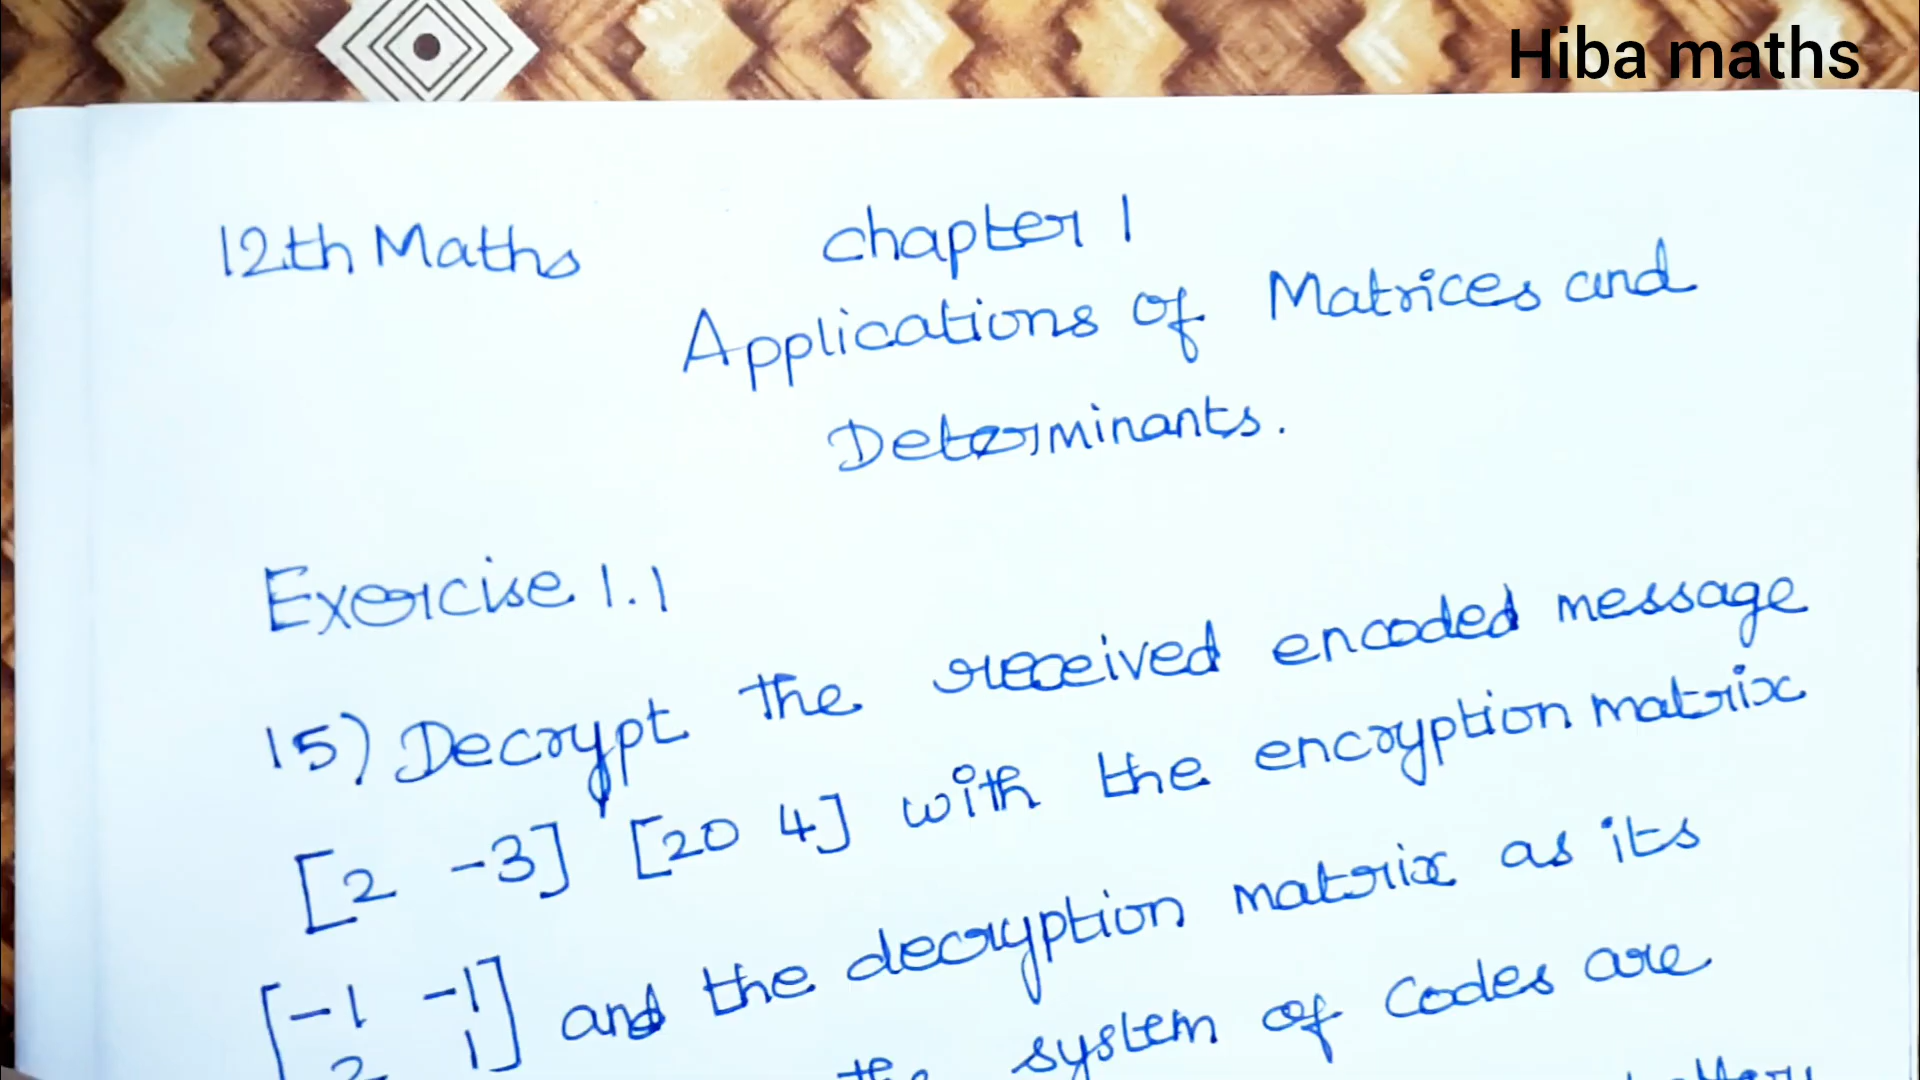 Hiba maths
12th Maths chapter 1
Applications of Matrices and
Determinants.
Exercise 1.1
15) Decrypt the received encoded message
[2 -3] [20 4] with the encryption matrix
[-1 -1
2 1] and the decryption matrix as its
the system of codes are